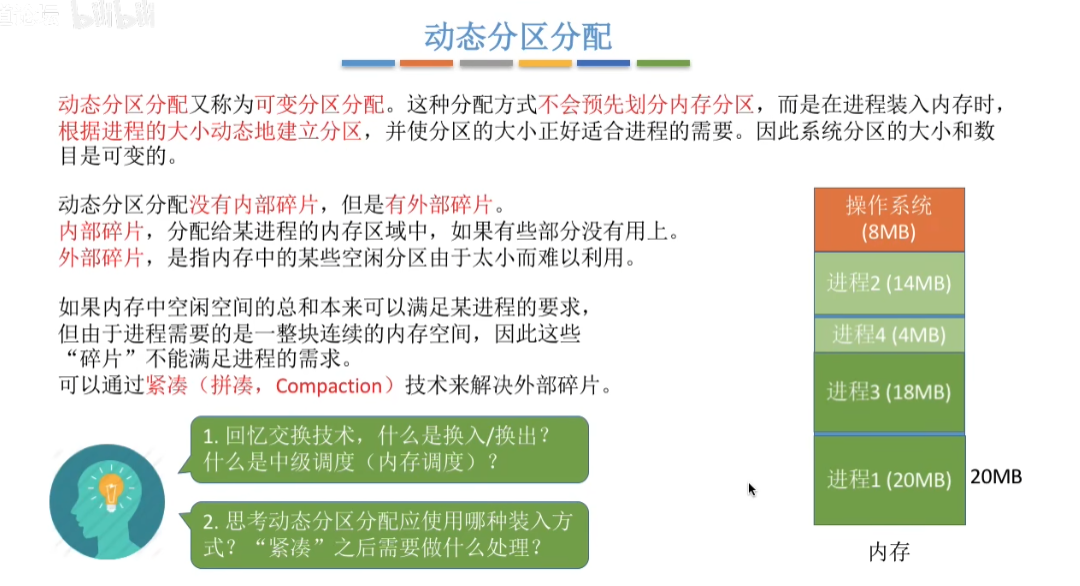 动态分区分配
动态分区分配又称为可变分区分配。这种分配方式不会预先划分内存分区，而是在进程装入内存时，
根据进程的大小动态地建立分区，并使分区的大小正好适合进程的需要。因此系统分区的大小和数
目是可变的。
动态分区分配没有内部碎片，但是有外部碎片。
内部碎片，分配给某进程的内存区域中，如果有些部分没有用上。
外部碎片，是指内存中的某些空闲分区由于太小而难以利用。
如果内存中空闲空间的总和本来可以满足某进程的要求，
但由于进程需要的是一整块连续的内存空间，因此这些
“碎片”不能满足进程的需求。
可以通过紧凑（拼凑，Compaction）技术来解决外部碎片。
1. 回忆交换技术，什么是换入/换出？
什么是中级调度（内存调度）？
2. 思考动态分区分配应使用哪种装入方
式？“紧凑”之后需要做什么处理？
操作系统
(8MB)
进程2 (14MB)
进程4 (4MB)
进程3 (18MB)
进程1 (20MB)
20MB
内存
bilibili